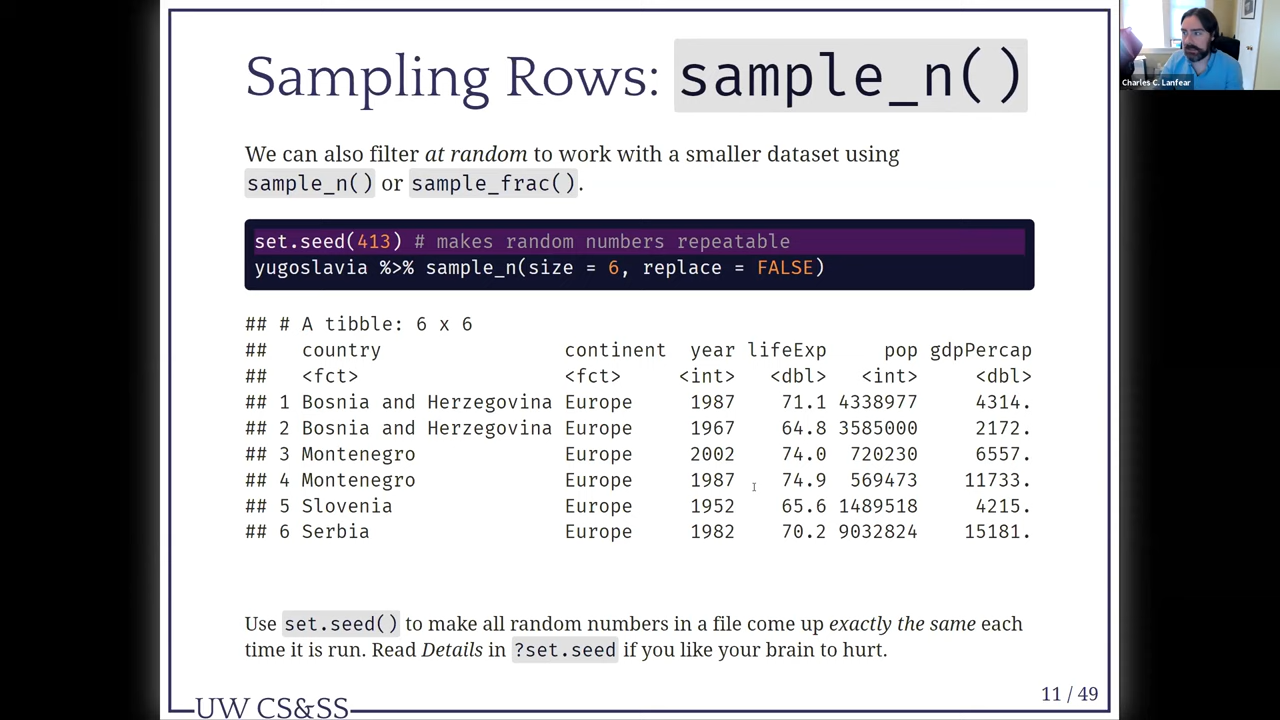 Sampling Rows: sample_n()
Charles C. Lanfear
We can also filter at random to work with a smaller dataset using
sample_n() or sample_frac().
set.seed(413) # makes random numbers repeatable
yugoslavia %>% sample_n(size = 6, replace = FALSE)
## # A tibble: 6 x 6
##   country                continent  year lifeExp     pop gdpPercap
##   <fct>                  <fct>     <int>   <dbl>   <int>     <dbl>
## 1 Bosnia and Herzegovina Europe     1987    71.1 4338977     4314.
## 2 Bosnia and Herzegovina Europe     1967    64.8 3585000     2172.
## 3 Montenegro             Europe     2002    74.0  720230     6557.
## 4 Montenegro             Europe     1987    74.9  569473    11733.
## 5 Slovenia               Europe     1952    65.6 1489518     4215.
## 6 Serbia                 Europe     1982    70.2 9032824    15181.
Use set.seed() to make all random numbers in a file come up exactly the same each
time it is run. Read Details in ?set.seed if you like your brain to hurt.
UW CS&SS
11 / 49